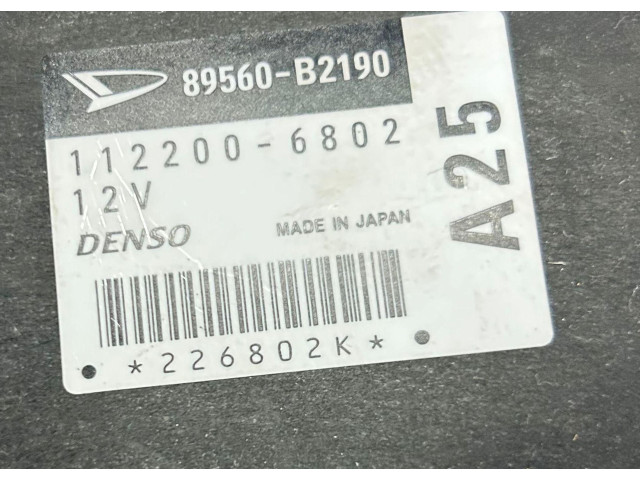 89560-B2190
112200-6802
12V
DENSO MADE IN JAPAN
*226802K*
A25